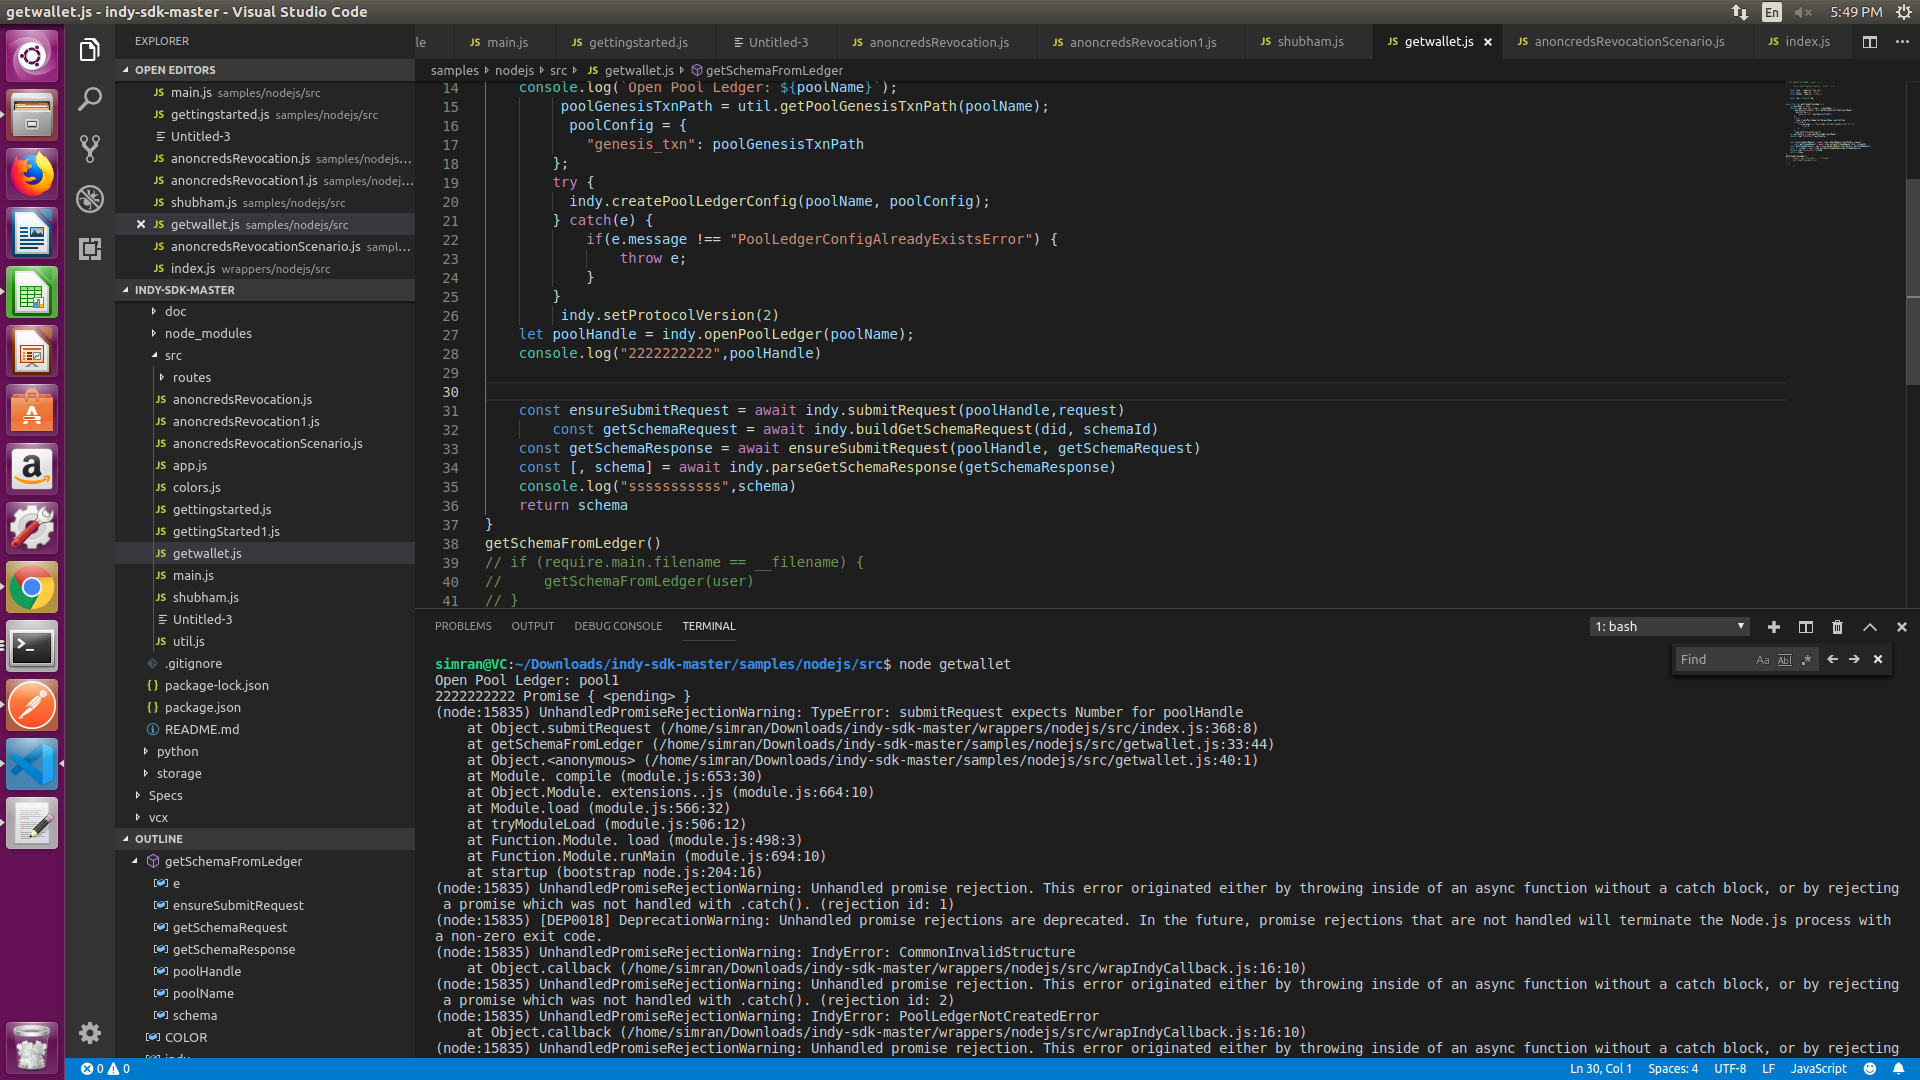 getwallet.js - indy-sdk-master - Visual Studio Code
En
5:49 PM
EXPLORER
OPEN EDITORS
JS main.js samples/nodejs/src
JS gettingstarted.js samples/nodejs/src
Untitled-3
JS anoncredsRevocation.js samples/nodejs...
JS anoncredsRevocation1.js samples/nodej...
JS shubham.js samples/nodejs/src
JS getwallet.js samples/nodejs/src
JS anoncredsRevocationScenario.js sampl...
JS index.js wrappers/nodejs/src
INDY-SDK-MASTER
doc
node_modules
src
routes
JS anoncredsRevocation.js
JS anoncredsRevocation1.js
JS anoncredsRevocationScenario.js
JS app.js
JS colors.js
JS gettingstarted.js
JS gettingStarted1.js
JS getwallet.js
JS main.js
JS shubham.js
Untitled-3
JS util.js
.gitignore
{} package-lock.json
{} package.json
README.md
python
storage
Specs
vcx
OUTLINE
getSchemaFromLedger
e
ensureSubmitRequest
getSchemaRequest
getSchemaResponse
poolHandle
poolName
schema
COLOR
indy
le
JS main.js
JS gettingstarted.js
Untitled-3
JS anoncredsRevocation.js
JS anoncredsRevocation1.js
JS shubham.js
JS getwallet.js
JS anoncredsRevocationScenario.js
JS index.js
samples nodejs src JS getwallet.js getSchemaFromLedger
14 console.log(`Open Pool Ledger: ${poolName}`);
15 poolGenesisTxnPath = util.getPoolGenesisTxnPath(poolName);
16 poolConfig = {
17 "genesis_txn": poolGenesisTxnPath
18 };
19 try {
20 indy.createPoolLedgerConfig(poolName, poolConfig);
21 } catch(e) {
22 if(e.message !== "PoolLedgerConfigAlreadyExistsError") {
23 throw e;
24 }
25 }
26 indy.setProtocolVersion(2)
27 let poolHandle = indy.openPoolLedger(poolName);
28 console.log("2222222222",poolHandle)
29
30
31 const ensureSubmitRequest = await indy.submitRequest(poolHandle,request)
32 const getSchemaRequest = await indy.buildGetSchemaRequest(did, schemaId)
33 const getSchemaResponse = await ensureSubmitRequest(poolHandle, getSchemaRequest)
34 const [, schema] = await indy.parseGetSchemaResponse(getSchemaResponse)
35 console.log("sssssssssss",schema)
36 return schema
37 }
38 getSchemaFromLedger()
39 // if (require.main.filename == __filename) {
40 // getSchemaFromLedger(user)
41 // }
PROBLEMS OUTPUT DEBUG CONSOLE TERMINAL
1: bash
Find Aa Abl .*
simran@VC:~/Downloads/indy-sdk-master/samples/nodejs/src$ node getwallet
Open Pool Ledger: pool1
2222222222 Promise { <pending> }
(node:15835) UnhandledPromiseRejectionWarning: TypeError: submitRequest expects Number for poolHandle
at Object.submitRequest (/home/simran/Downloads/indy-sdk-master/wrappers/nodejs/src/index.js:368:8)
at getSchemaFromLedger (/home/simran/Downloads/indy-sdk-master/samples/nodejs/src/getwallet.js:33:44)
at Object.<anonymous> (/home/simran/Downloads/indy-sdk-master/samples/nodejs/src/getwallet.js:40:1)
at Module. compile (module.js:653:30)
at Object.Module. extensions..js (module.js:664:10)
at Module.load (module.js:566:32)
at tryModuleLoad (module.js:506:12)
at Function.Module. load (module.js:498:3)
at Function.Module.runMain (module.js:694:10)
at startup (bootstrap node.js:204:16)
(node:15835) UnhandledPromiseRejectionWarning: Unhandled promise rejection. This error originated either by throwing inside of an async function without a catch block, or by rejecting
a promise which was not handled with .catch(). (rejection id: 1)
(node:15835) [DEP0018] DeprecationWarning: Unhandled promise rejections are deprecated. In the future, promise rejections that are not handled will terminate the Node.js process with
a non-zero exit code.
(node:15835) UnhandledPromiseRejectionWarning: IndyError: CommonInvalidStructure
at Object.callback (/home/simran/Downloads/indy-sdk-master/wrappers/nodejs/src/wrapIndyCallback.js:16:10)
(node:15835) UnhandledPromiseRejectionWarning: Unhandled promise rejection. This error originated either by throwing inside of an async function without a catch block, or by rejecting
a promise which was not handled with .catch(). (rejection id: 2)
(node:15835) UnhandledPromiseRejectionWarning: IndyError: PoolLedgerNotCreatedError
at Object.callback (/home/simran/Downloads/indy-sdk-master/wrappers/nodejs/src/wrapIndyCallback.js:16:10)
(node:15835) UnhandledPromiseRejectionWarning: Unhandled promise rejection. This error originated either by throwing inside of an async function without a catch block, or by rejecting
0 0
Ln 30, Col 1 Spaces: 4 UTF-8 LF JavaScript